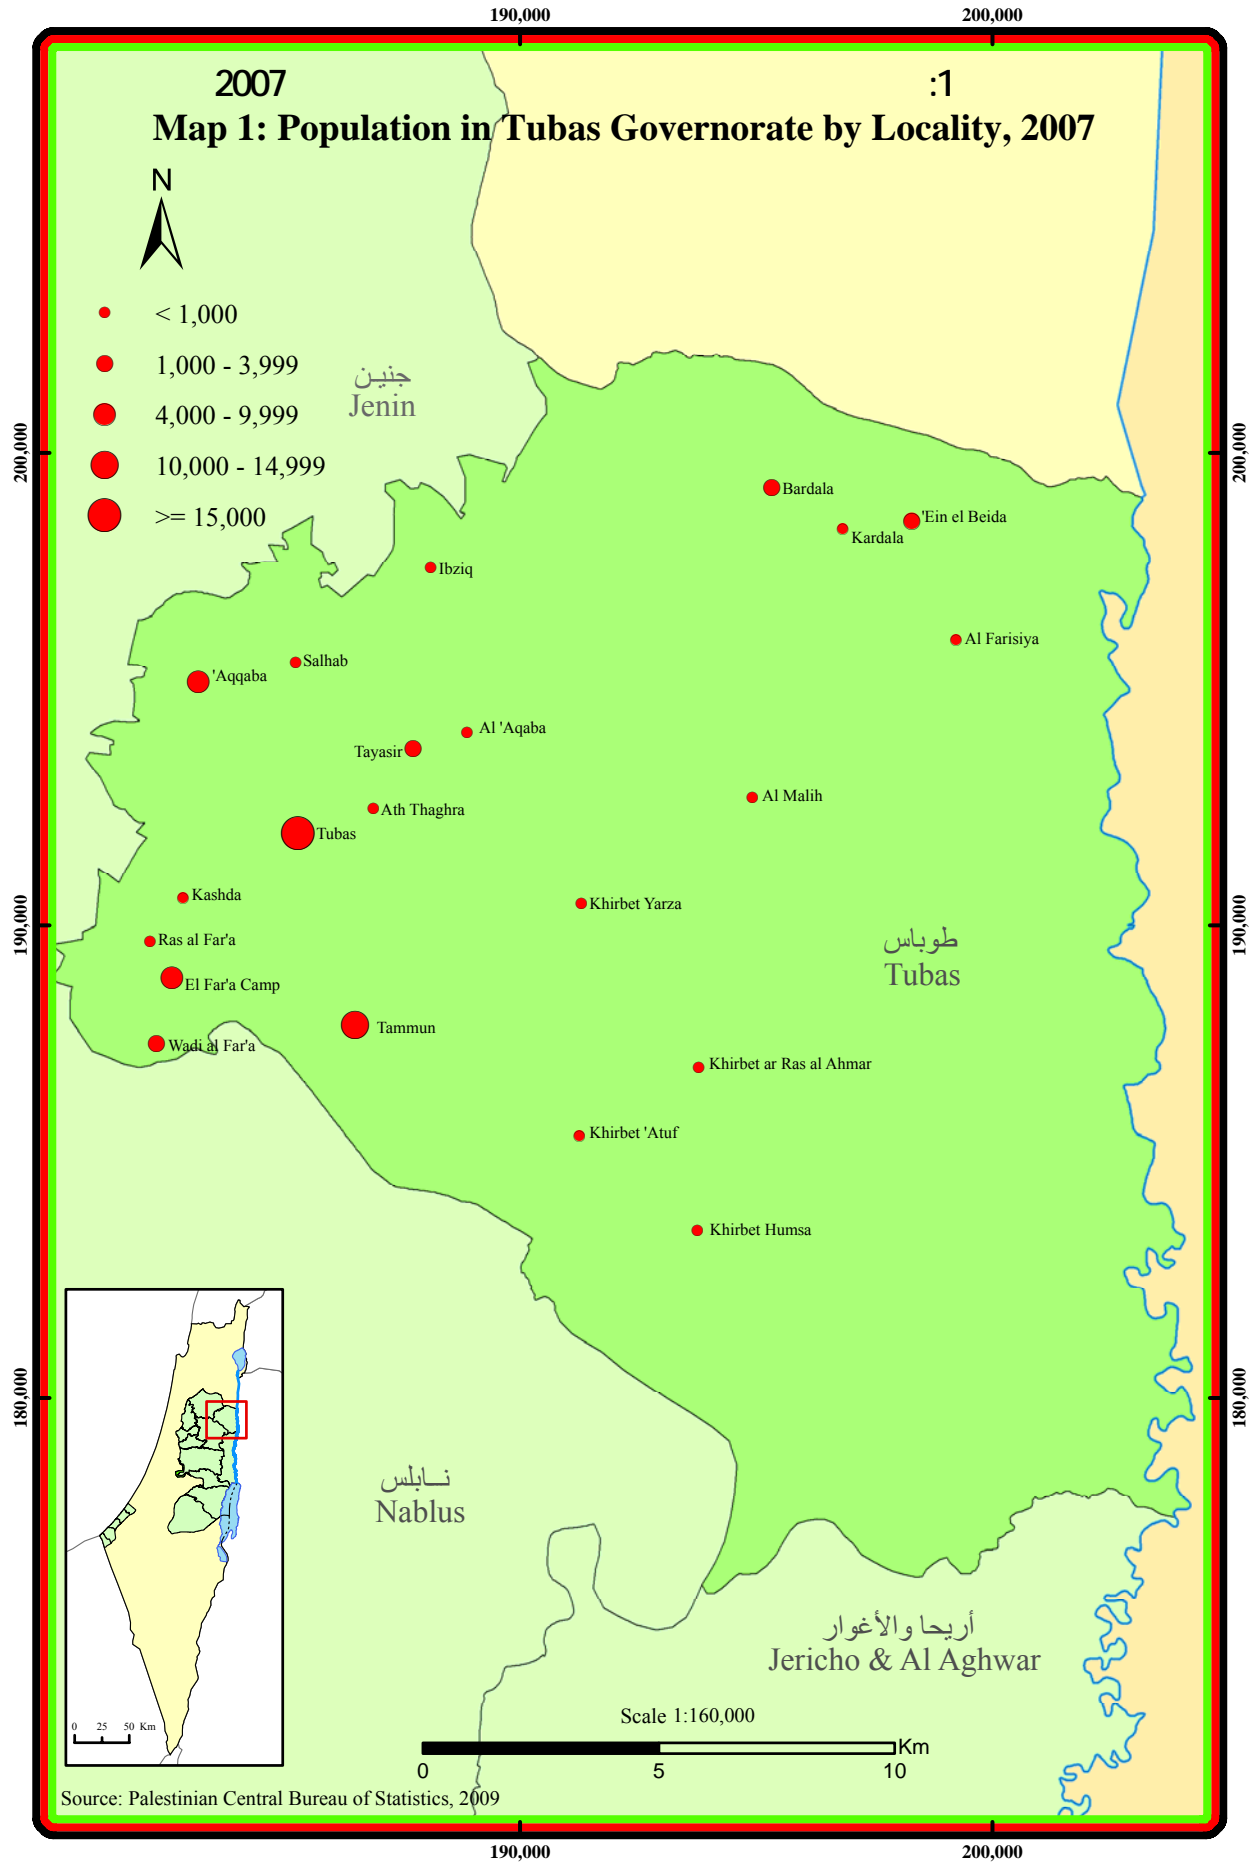 190,000
200,000
2007
:1
Map 1: Population in Tubas Governorate by Locality, 2007
N
< 1,000
1,000 - 3,999
4,000 - 9,999
10,000 - 14,999
>= 15,000
جنين
Jenin
200,000
200,000
Bardala
'Ein el Beida
Kardala
Ibziq
Al Farisiya
Salhab
'Aqqaba
Al 'Aqaba
Tayasir
Al Malih
Ath Thaghra
Tubas
Kashda
Khirbet Yarza
190,000
190,000
Ras al Far'a
طوباس
Tubas
El Far'a Camp
Tammun
Wadi al Far'a
Khirbet ar Ras al Ahmar
Khirbet 'Atuf
Khirbet Humsa
180,000
180,000
نابلس
Nablus
أريحا والأغوار
Jericho & Al Aghwar
Scale 1:160,000
0 25 50 Km
Km
0 5 10
Source: Palestinian Central Bureau of Statistics, 2009
190,000
200,000